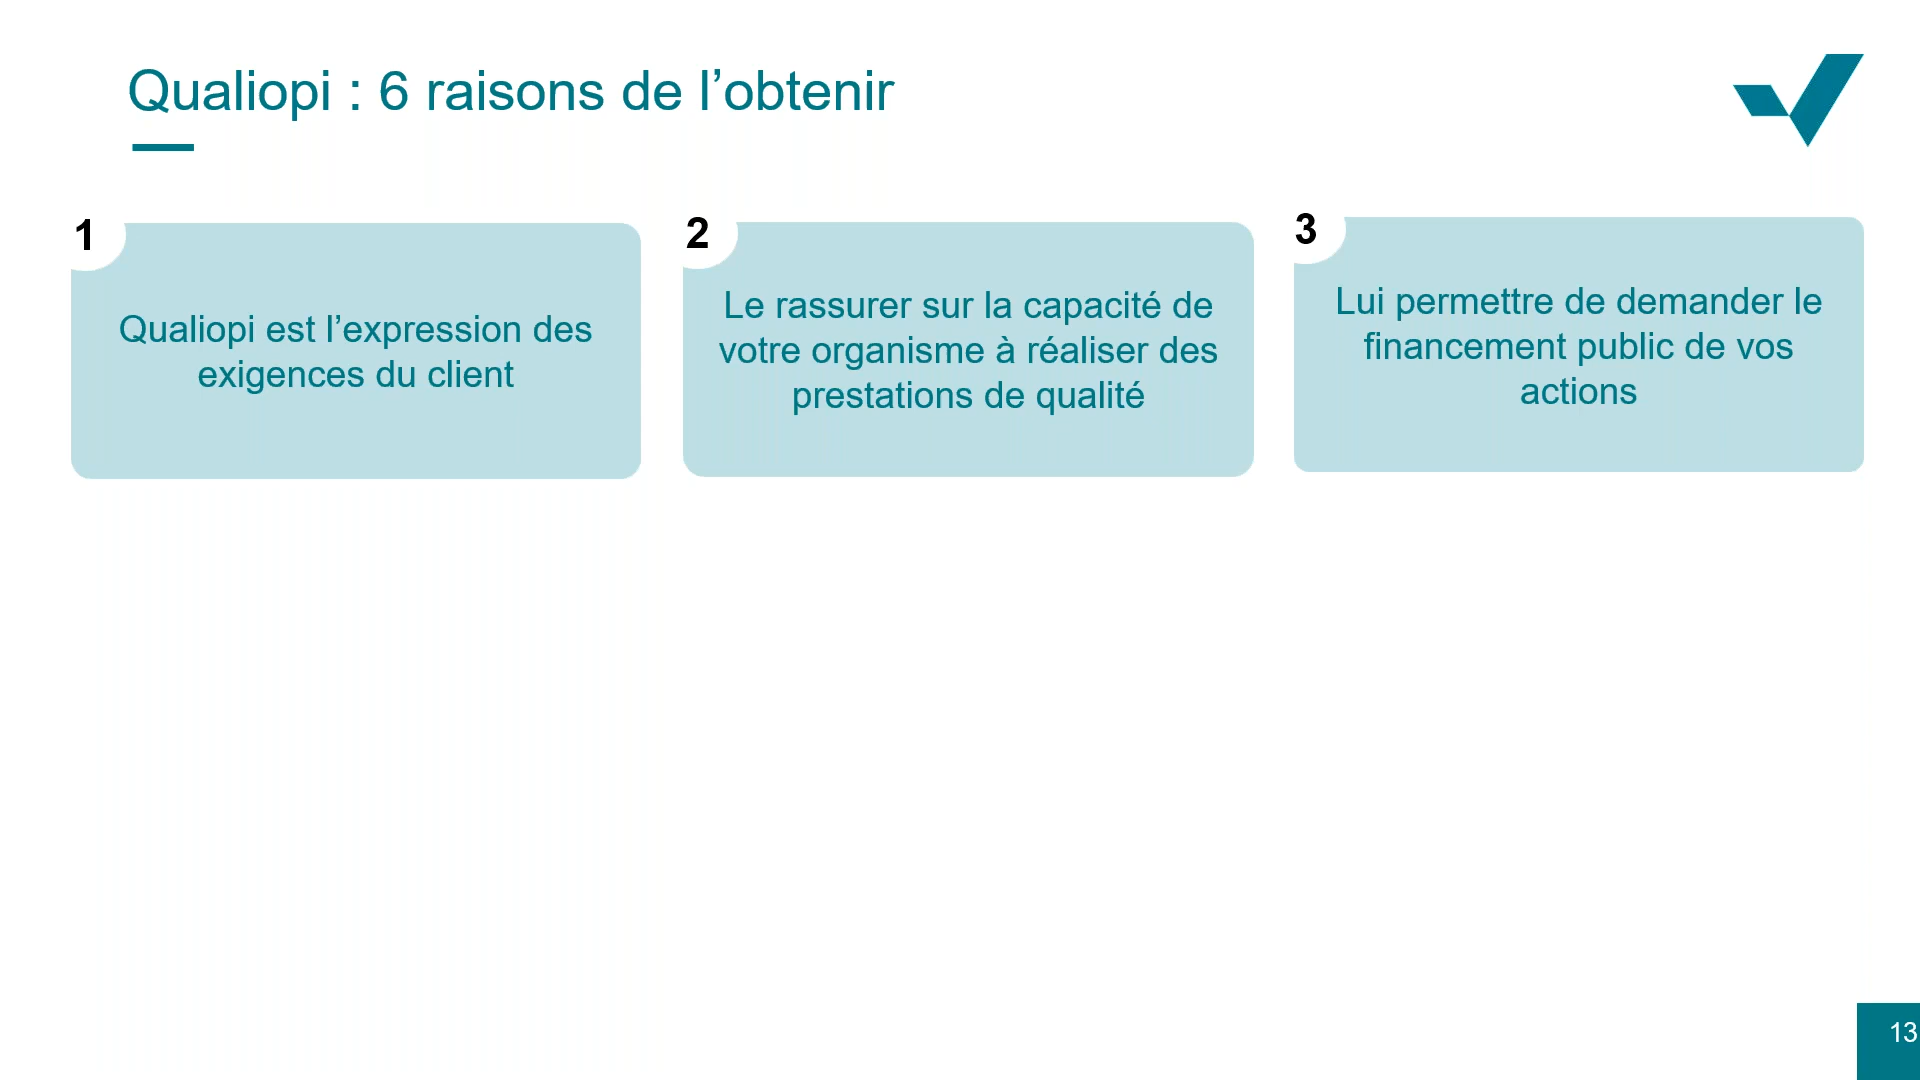 Qualiopi : 6 raisons de l’obtenir
1
Qualiopi est l’expression des
exigences du client
2
Le rassurer sur la capacité de
votre organisme à réaliser des
prestations de qualité
3
Lui permettre de demander le
financement public de vos
actions
13